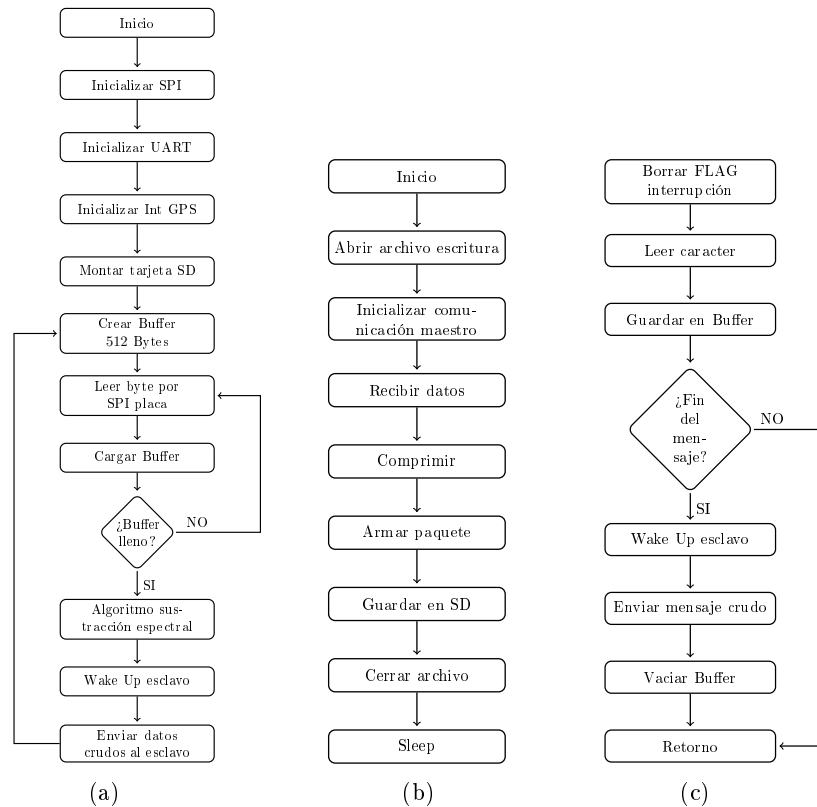 Inicio
Inicializar SPI
Inicializar UART
Inicializar Int GPS
Montar tarjeta SD
Crear Buffer
512 Bytes
Leer byte por
SPI placa
Cargar Buffer
¿Buffer
lleno?
NO
SI
Algoritmo sus-
tracción espectral
Wake Up esclavo
Enviar datos
crudos al esclavo
(a)
Inicio
Abrir archivo escritura
Inicializar comu-
nicación maestro
Recibir datos
Comprimir
Armar paquete
Guardar en SD
Cerrar archivo
Sleep
(b)
Borrar FLAG
interrupción
Leer caracter
Guardar en Buffer
¿Fin
del
men-
saje?
NO
SI
Wake Up esclavo
Enviar mensaje crudo
Vaciar Buffer
Retorno
(c)